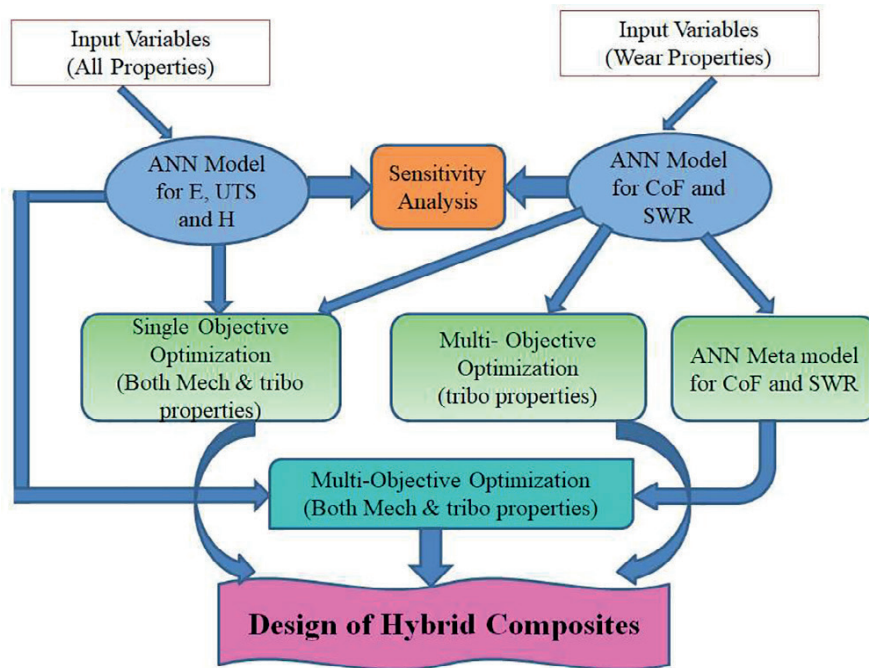 Input Variables
(All Properties)
Input Variables
(Wear Properties)
ANN Model
for E, UTS
and H
Sensitivity
Analysis
ANN Model
for CoF and
SWR
Single Objective
Optimization
(Both Mech & tribo
properties)
Multi- Objective
Optimization
(tribo properties)
ANN Meta model
for CoF and SWR
Multi-Objective Optimization
(Both Mech & tribo properties)
Design of Hybrid Composites